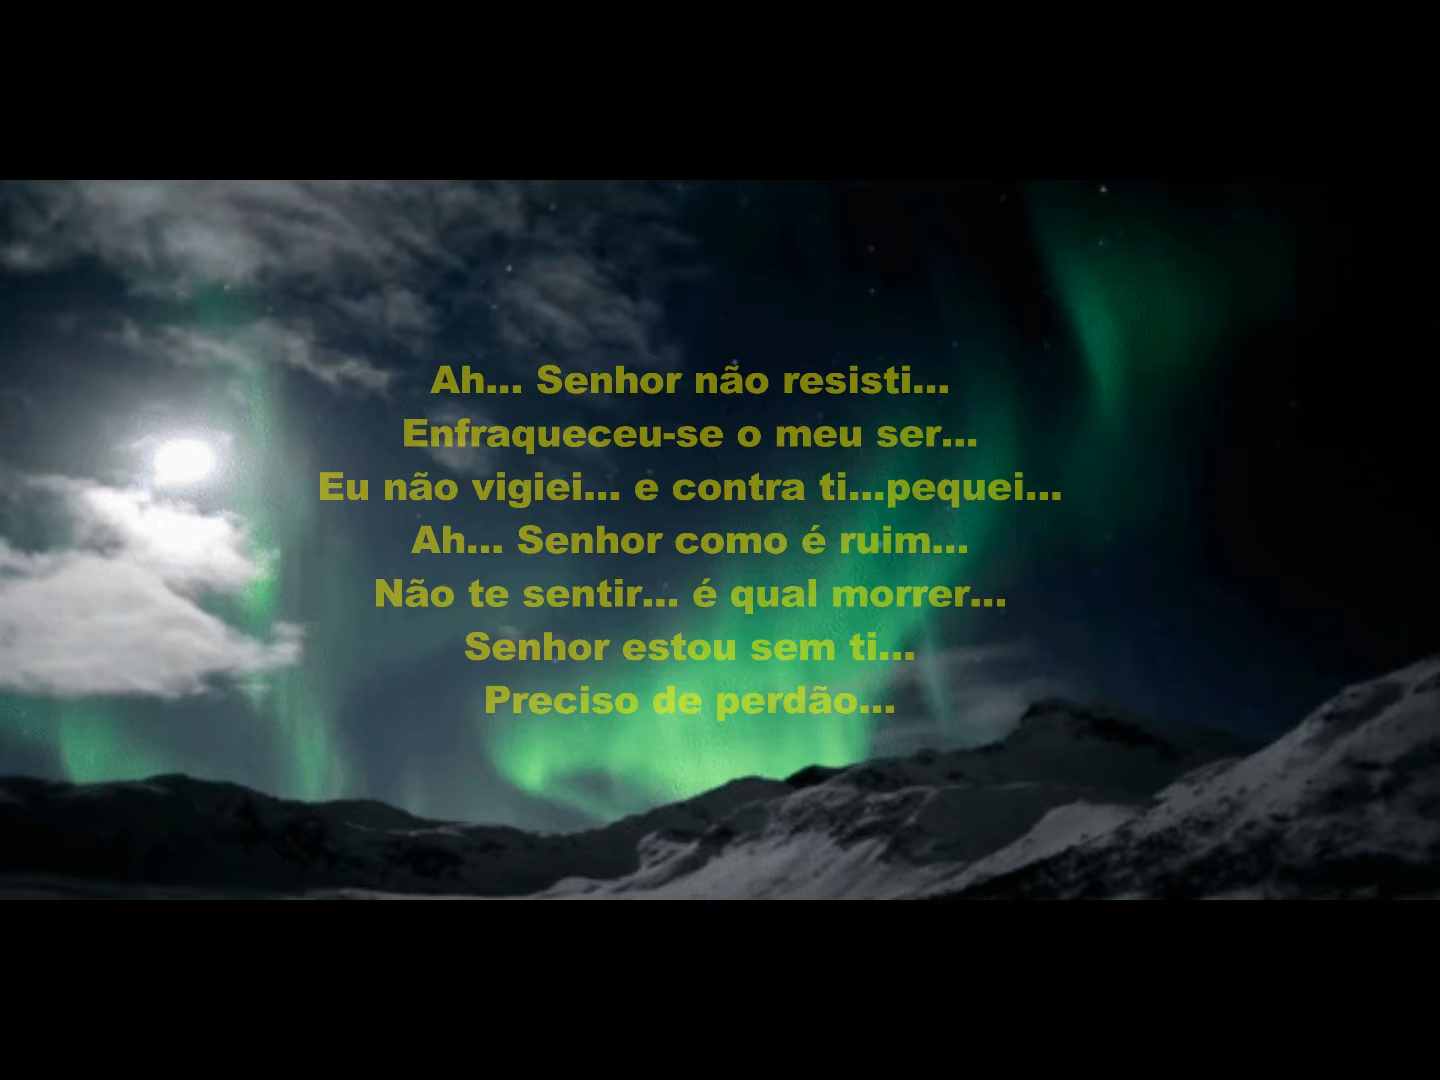 Ah... Senhor não resisti...
Enfraqueceu-se o meu ser...
Eu não vigiei... e contra ti...pequei...
Ah... Senhor como é ruim...
Não te sentir... é qual morrer...
Senhor estou sem ti...
Preciso de perdão...